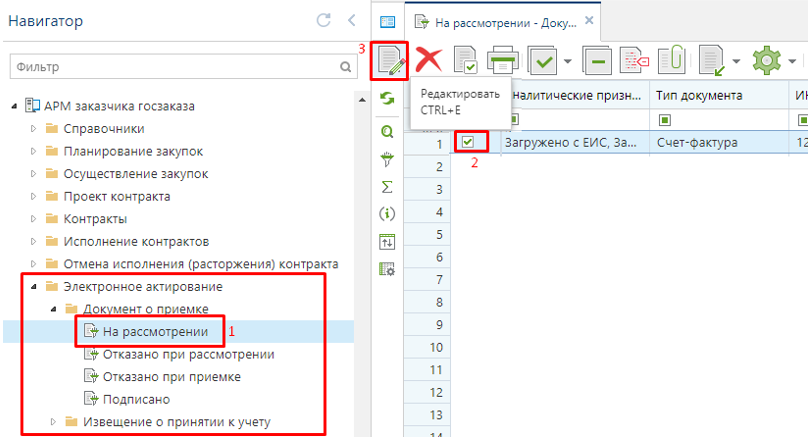 Навигатор
Фильтр
АРМ заказчика госзаказа
Справочники
Планирование закупок
Осуществление закупок
Проект контракта
Контракты
Исполнение контрактов
Отмена исполнения (расторжения) контракта
Электронное актирование
Документ о приемке
На рассмотрении 1
Отказано при рассмотрении
Отказано при приемке
Подписано
Извещение о принятии к учету
На рассмотрении - Доку...
3
Редактировать
CTRL+E
налитические призн... Тип документа ИН
1 Загружено с ЕИС, За... Счет-фактура 12
2
2
3
4
5
6
7
8
9
10
11
12
13
14